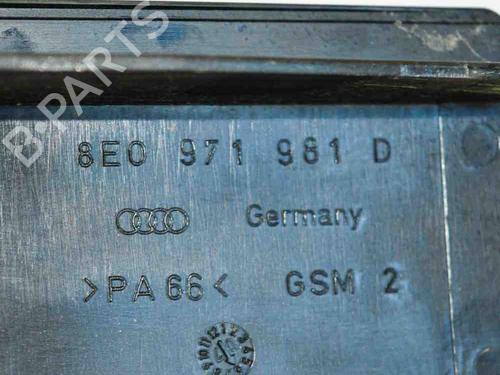 B-PARTS
8E0 971 981 D
Germany
>PA66< GSM 2